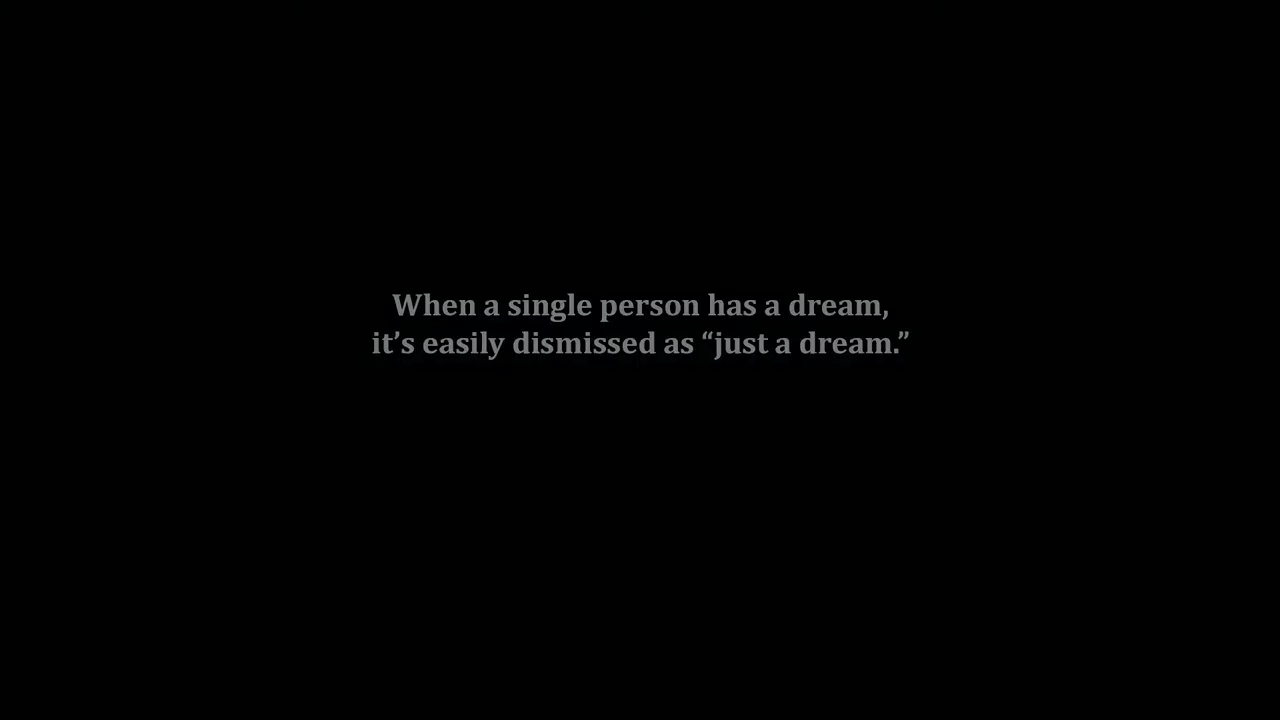 When a single person has a dream,
it’s easily dismissed as “just a dream.”